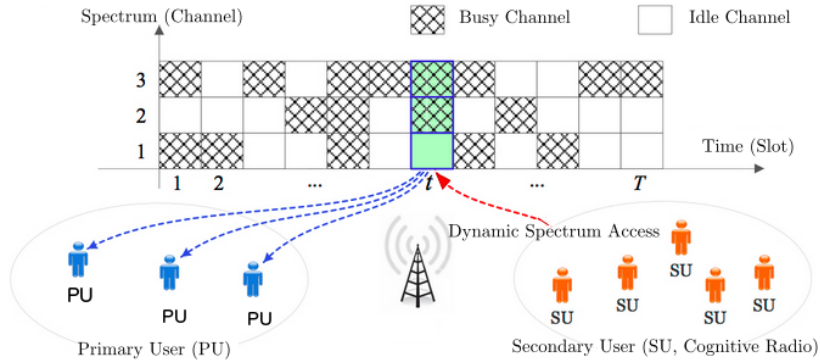 Spectrum (Channel)
Busy Channel
Idle Channel
3
2
1
Time (Slot)
1 2 ... t ... T
Dynamic Spectrum Access
PU
PU
PU
SU
SU
SU
SU
SU
Primary User (PU)
Secondary User (SU, Cognitive Radio)